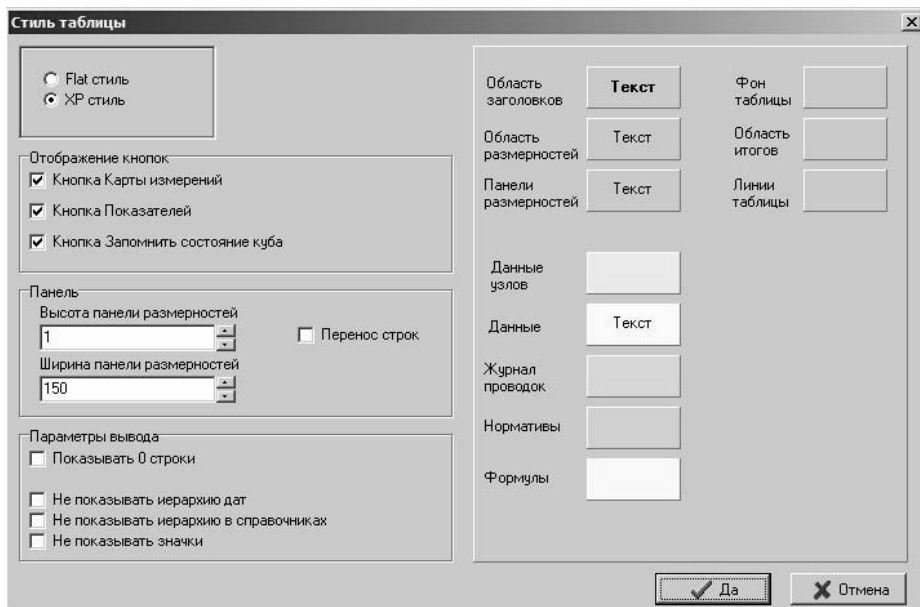 Стиль таблицы
Flat стиль
XP стиль
Отображение кнопок
Кнопка Карты измерений
Кнопка Показателей
Кнопка Запомнить состояние куба
Панель
Высота панели размерностей
1
Перенос строк
Ширина панели размерностей
150
Параметры вывода
Показывать 0 строки
Не показывать иерархию дат
Не показывать иерархию в справочниках
Не показывать значки
Область
заголовков
Текст
Фон
таблицы
Область
размерностей
Текст
Область
итогов
Панели
размерностей
Текст
Линии
таблицы
Данные
узлов
Данные
Текст
Журнал
проводок
Нормативы
Формулы
Да
Отмена